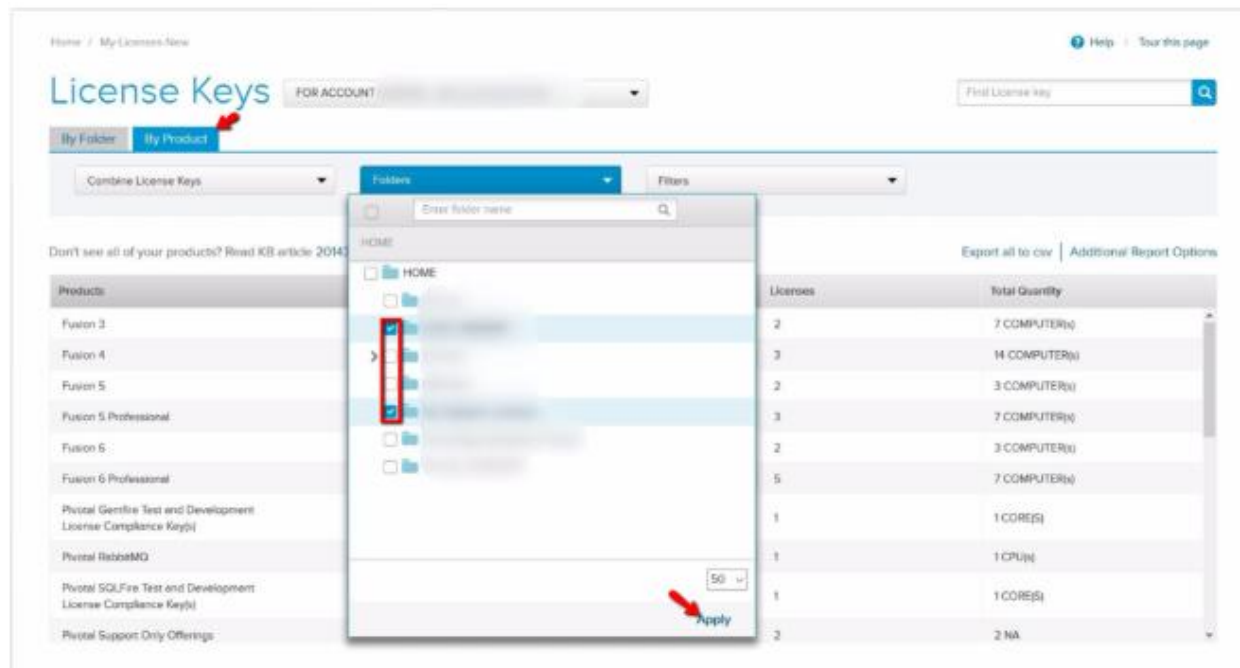 Home / My-Licenses-New
Help | Tour this page
License Keys
FOR ACCOUNT
Find License key
By Folder
By Product
Combine License Keys
Folders
Filters
Enter folder name
HOME
Don't see all of your products? Read KB article 2014
Export all to csv | Additional Report Options
HOME
Products Licenses Total Quantity
Fusion 3 2 7 COMPUTER(s)
Fusion 4 3 14 COMPUTER(s)
Fusion 5 2 3 COMPUTER(s)
Fusion 5 Professional 3 7 COMPUTER(s)
Fusion 6 2 3 COMPUTER(s)
Fusion 6 Professional 5 7 COMPUTER(s)
Pivotal Gemfire Test and Development
License Compliance Key(s) 1 1 CORE(S)
Pivotal RabbitMQ 1 1 CPU(s)
Pivotal SQLFire Test and Development
License Compliance Key(s) 1 1 CORE(S)
Pivotal Support Only Offerings 2 2 NA
50
Apply